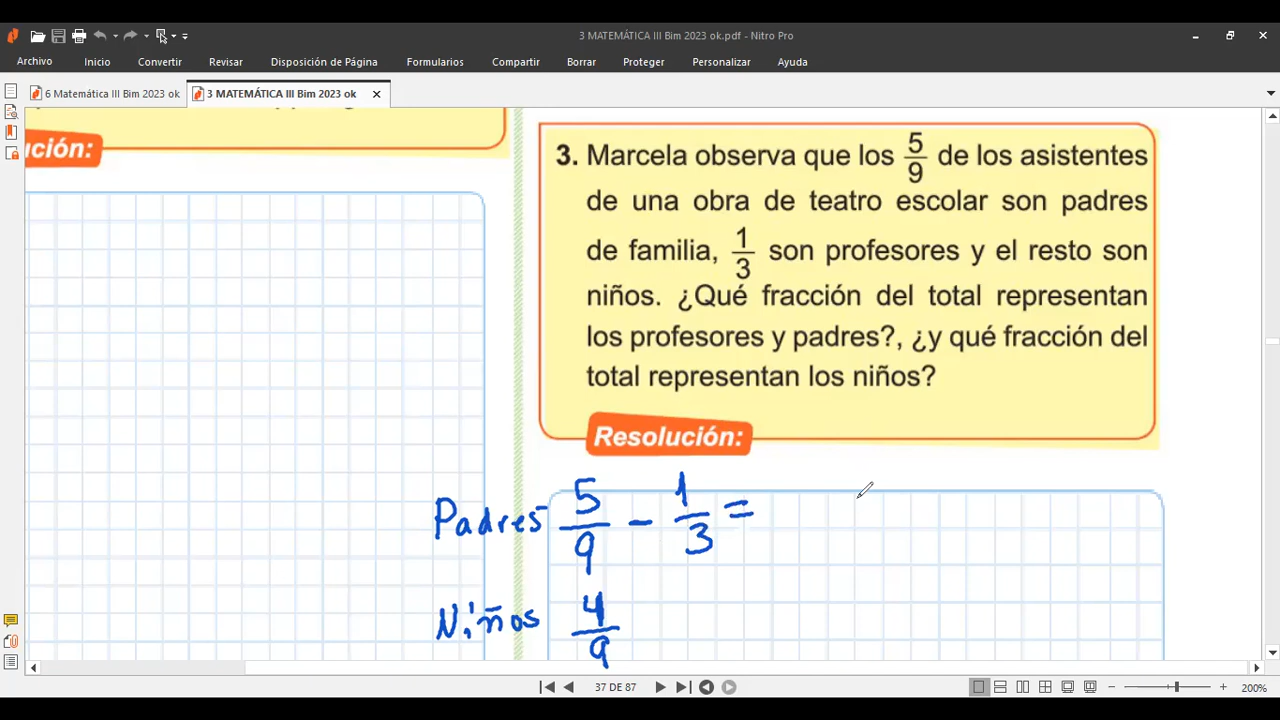 3 MATEMÁTICA III Bim 2023 ok.pdf - Nitro Pro
Archivo Inicio Convertir Revisar Disposición de Página Formularios Compartir Borrar Proteger Personalizar Ayuda
6 Matemática III Bim 2023 ok 3 MATEMÁTICA III Bim 2023 ok
ución:
3. Marcela observa que los 5/9 de los asistentes
de una obra de teatro escolar son padres
de familia, 1/3 son profesores y el resto son
niños. ¿Qué fracción del total representan
los profesores y padres?, ¿y qué fracción del
total representan los niños?
Resolución:
Padres 5/9 - 1/3 =
Niños 4/9
37 DE 87
200%